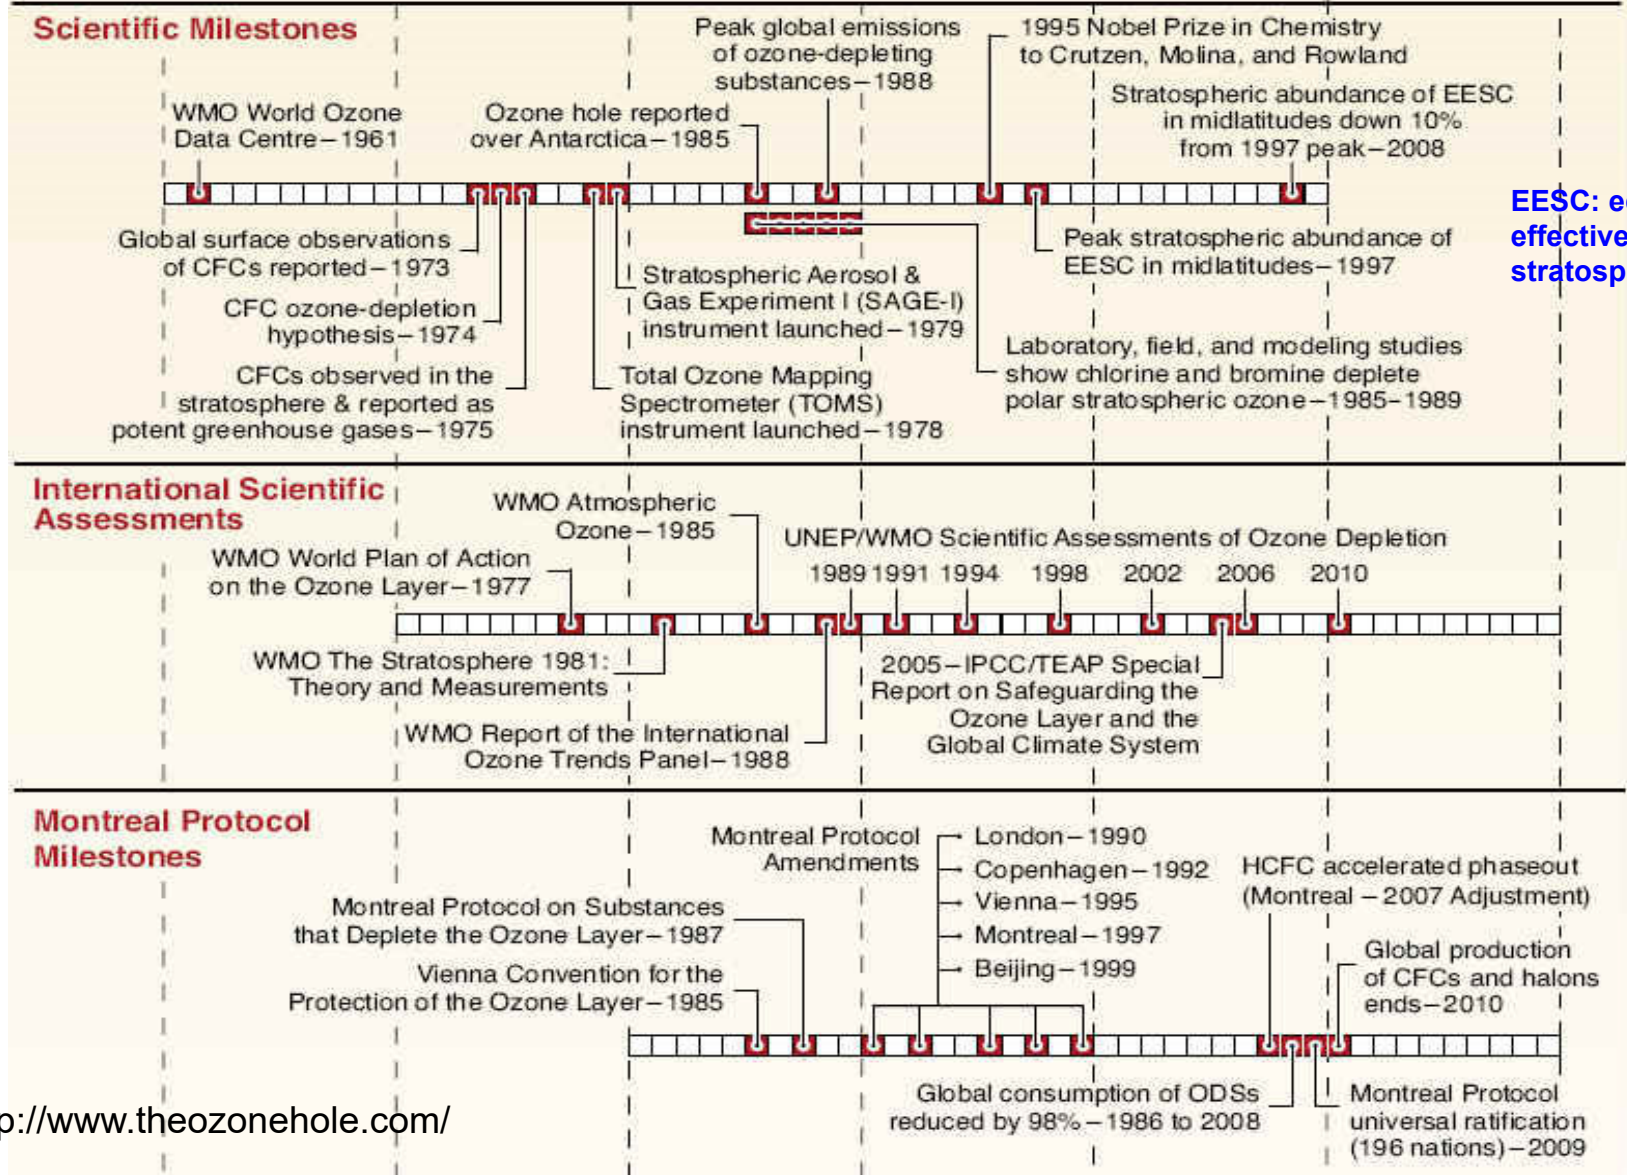 Scientific Milestones
WMO World Ozone
Data Centre–1961
Ozone hole reported
over Antarctica–1985
Peak global emissions
of ozone-depleting
substances–1988
1995 Nobel Prize in Chemistry
to Crutzen, Molina, and Rowland
Stratospheric abundance of EESC
in midlatitudes down 10%
from 1997 peak–2008
EESC:
effective
Global surface observations
of CFCs reported–1973
CFC ozone-depletion
hypothesis–1974
CFCs observed in the
stratosphere & reported as
potent greenhouse gases–1975
Stratospheric Aerosol &
Gas Experiment I (SAGE-I)
instrument launched–1979
Total Ozone Mapping
Spectrometer (TOMS)
instrument launched–1978
Peak stratospheric abundance of
EESC in midlatitudes–1997
Laboratory, field, and modeling studies
show chlorine and bromine deplete
polar stratospheric ozone–1985–1989
International Scientific
Assessments
WMO World Plan of Action
on the Ozone Layer–1977
WMO Atmospheric
Ozone–1985
UNEP/WMO Scientific Assessments of Ozone Depletion
1989 1991 1994 1998 2002 2006 2010
WMO The Stratosphere 1981:
Theory and Measurements
WMO Report of the International
Ozone Trends Panel–1988
2005–IPCC/TEAP Special
Report on Safeguarding the
Ozone Layer and the
Global Climate System
Montreal Protocol
Milestones
Montreal Protocol on Substances
that Deplete the Ozone Layer–1987
Vienna Convention for the
Protection of the Ozone Layer–1985
Montreal Protocol
Amendments
London–1990
Copenhagen–1992
Vienna–1995
Montreal–1997
Beijing–1999
HCFC accelerated phaseout
(Montreal – 2007 Adjustment)
Global production
of CFCs and halons
ends–2010
Global consumption of ODSs
reduced by 98%–1986 to 2008
Montreal Protocol
universal ratification
(196 nations)–2009
p://www.theozonehole.com/